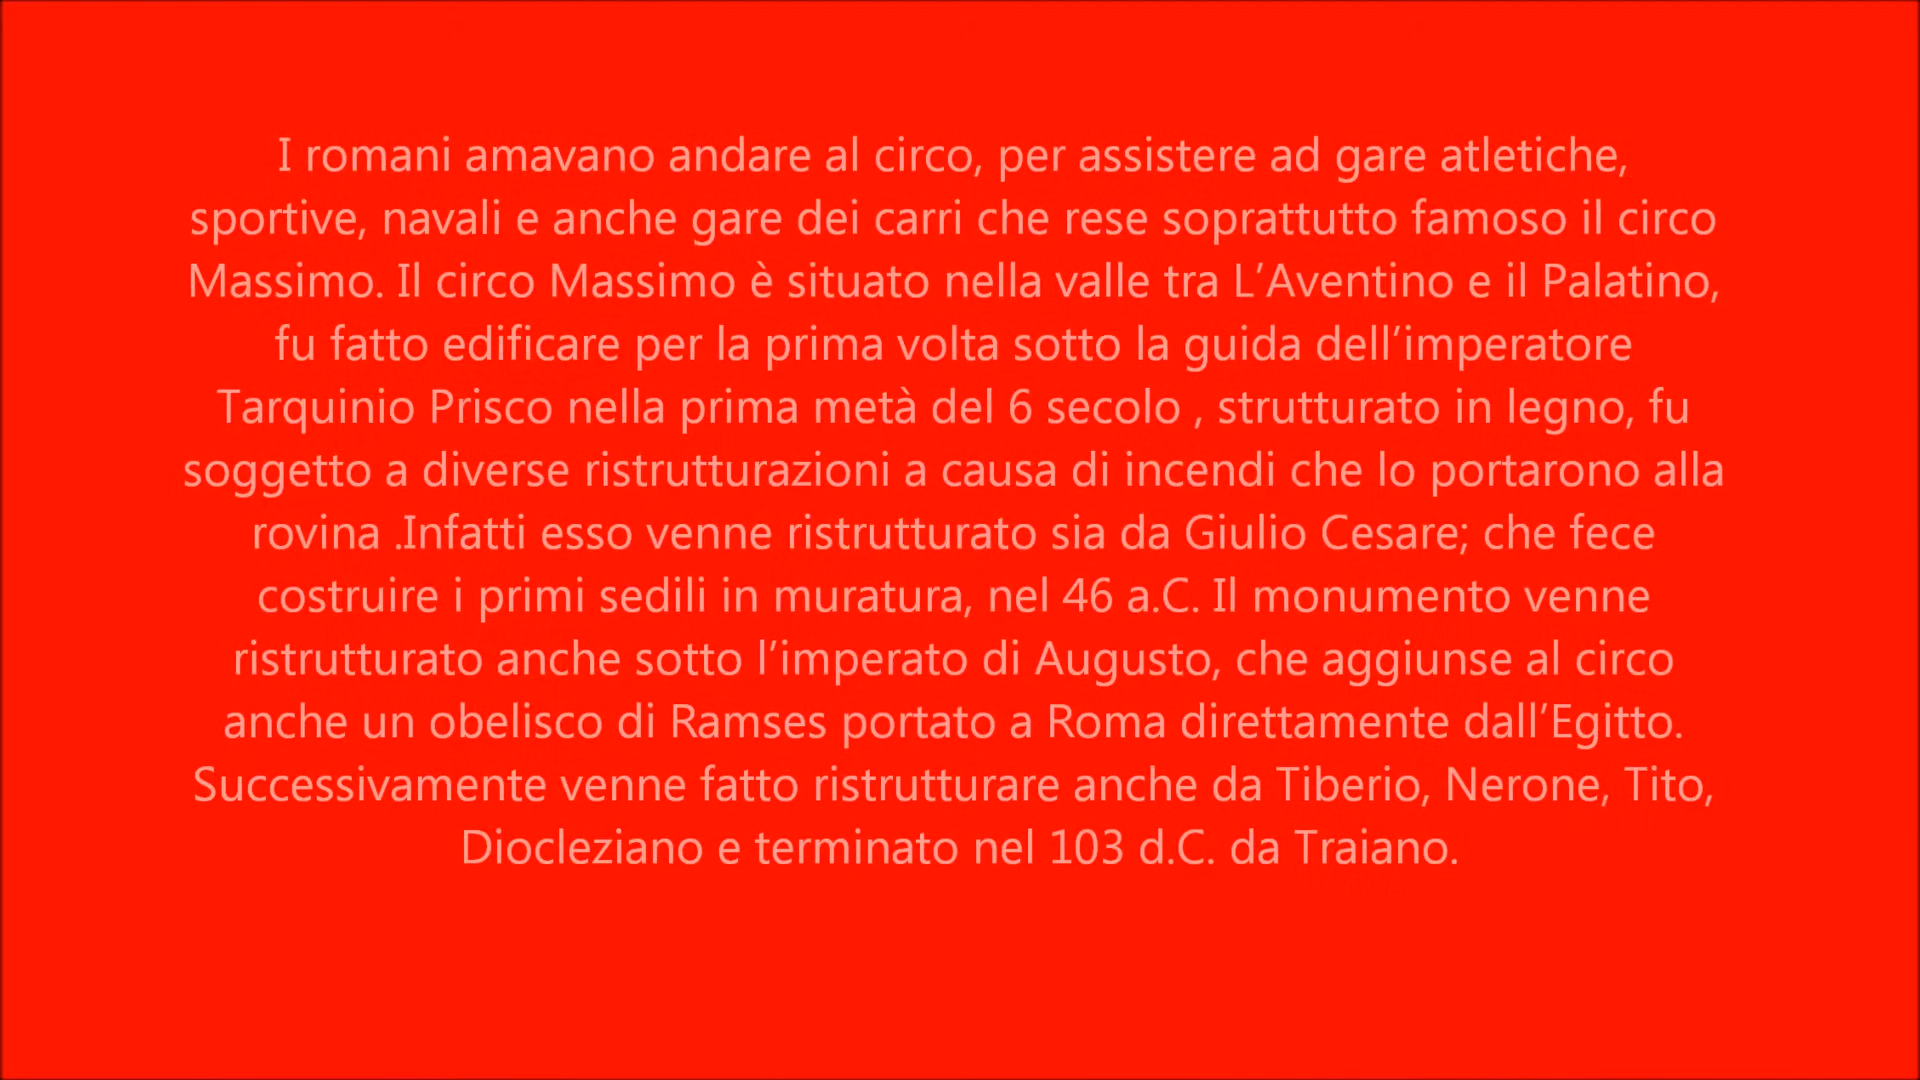 I romani amavano andare al circo, per assistere ad gare atletiche,
sportive, navali e anche gare dei carri che rese soprattutto famoso il circo
Massimo. Il circo Massimo è situato nella valle tra L’Aventino e il Palatino,
fu fatto edificare per la prima volta sotto la guida dell’imperatore
Tarquinio Prisco nella prima metà del 6 secolo , strutturato in legno, fu
soggetto a diverse ristrutturazioni a causa di incendi che lo portarono alla
rovina .Infatti esso venne ristrutturato sia da Giulio Cesare; che fece
costruire i primi sedili in muratura, nel 46 a.C. Il monumento venne
ristrutturato anche sotto l’imperato di Augusto, che aggiunse al circo
anche un obelisco di Ramses portato a Roma direttamente dall’Egitto.
Successivamente venne fatto ristrutturare anche da Tiberio, Nerone, Tito,
Diocleziano e terminato nel 103 d.C. da Traiano.